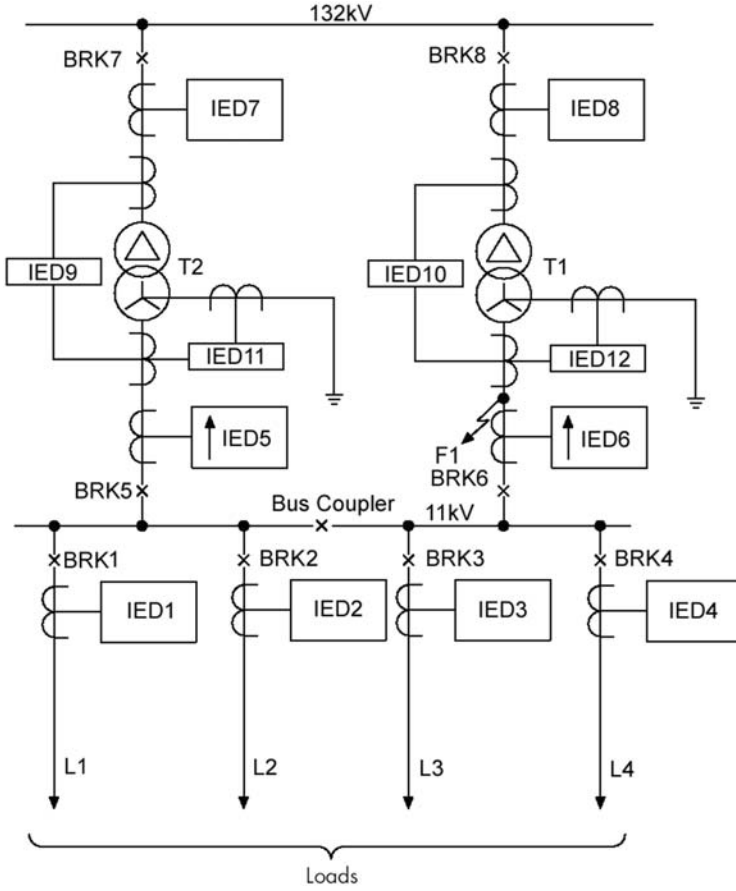 132kV
BRK7
BRK8
IED7
IED8
T2
T1
IED9
IED10
IED11
IED12
IED5
IED6
F1
BRK5
BRK6
Bus Coupler
11kV
BRK1
BRK2
BRK3
BRK4
IED1
IED2
IED3
IED4
L1
L2
L3
L4
Loads